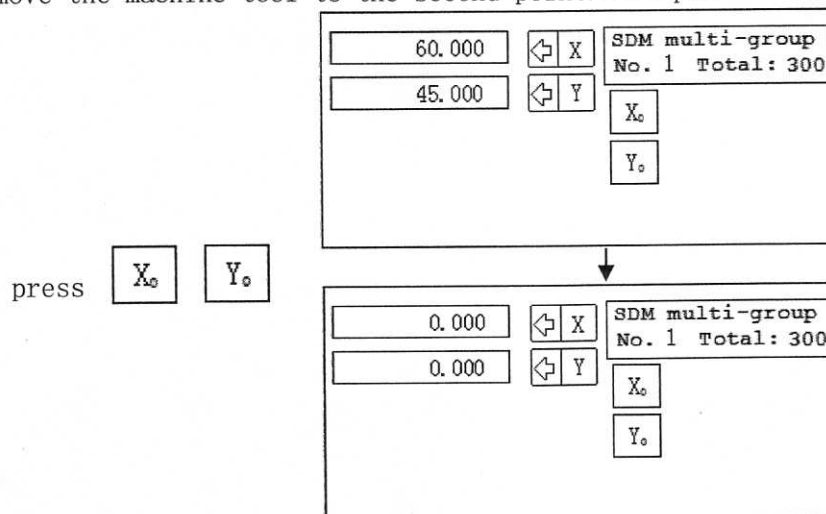 move the machine tool to the second point
60.000 X SDM multi-group
No. 1 Total: 300
45.000 Y
X₀
Y₀
press X₀ Y₀
0.000 X SDM multi-group
No. 1 Total: 300
0.000 Y
X₀
Y₀